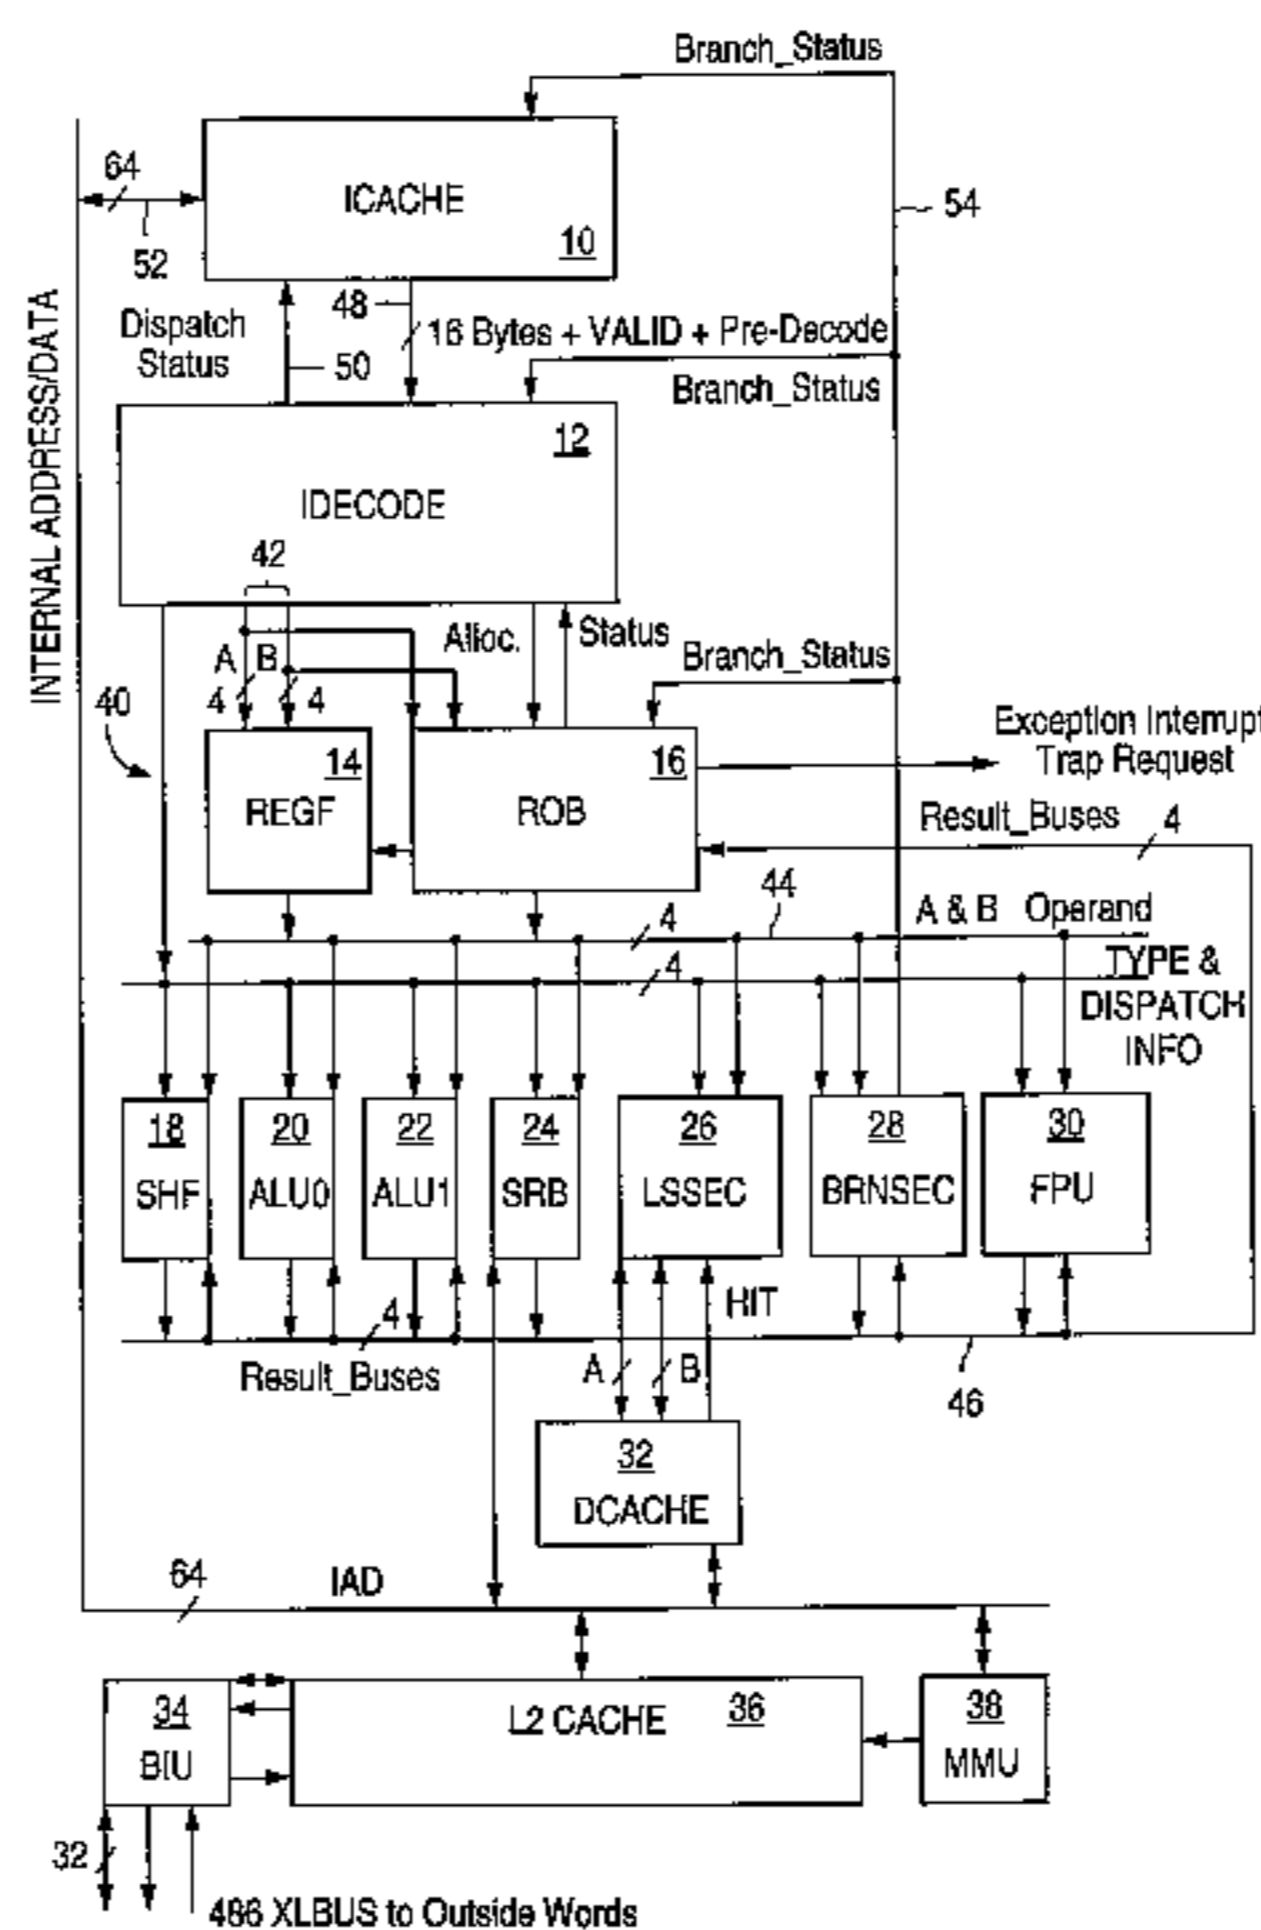 Branch_Status
64
ICACHE
10
52
54
INTERNAL ADDRESS/DATA
Dispatch
Status
48
50
16 Bytes + VALID + Pre-Decode
Branch_Status
12
IDECODE
42
A
B
4
4
Alloc.
Status
Branch_Status
40
14
REGF
16
ROB
Exception Interrupt
Trap Request
Result_Buses
4
44
A & B Operand
4
4
TYPE &
DISPATCH
INFO
18
SHF
20
ALU0
22
ALU1
24
SRB
26
LSSEC
28
BRNSEC
30
FPU
HIT
4
Result_Buses
A
B
46
32
DCACHE
64
IAD
34
BIU
L2 CACHE
36
38
MMU
32
486 XLBUS to Outside Words